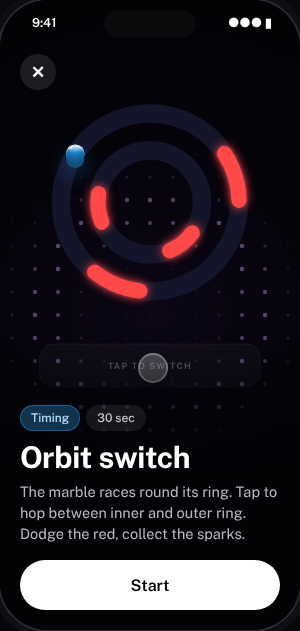 9:41
TAP TO SWITCH
Timing
30 sec
Orbit switch
The marble races round its ring. Tap to
hop between inner and outer ring.
Dodge the red, collect the sparks.
Start